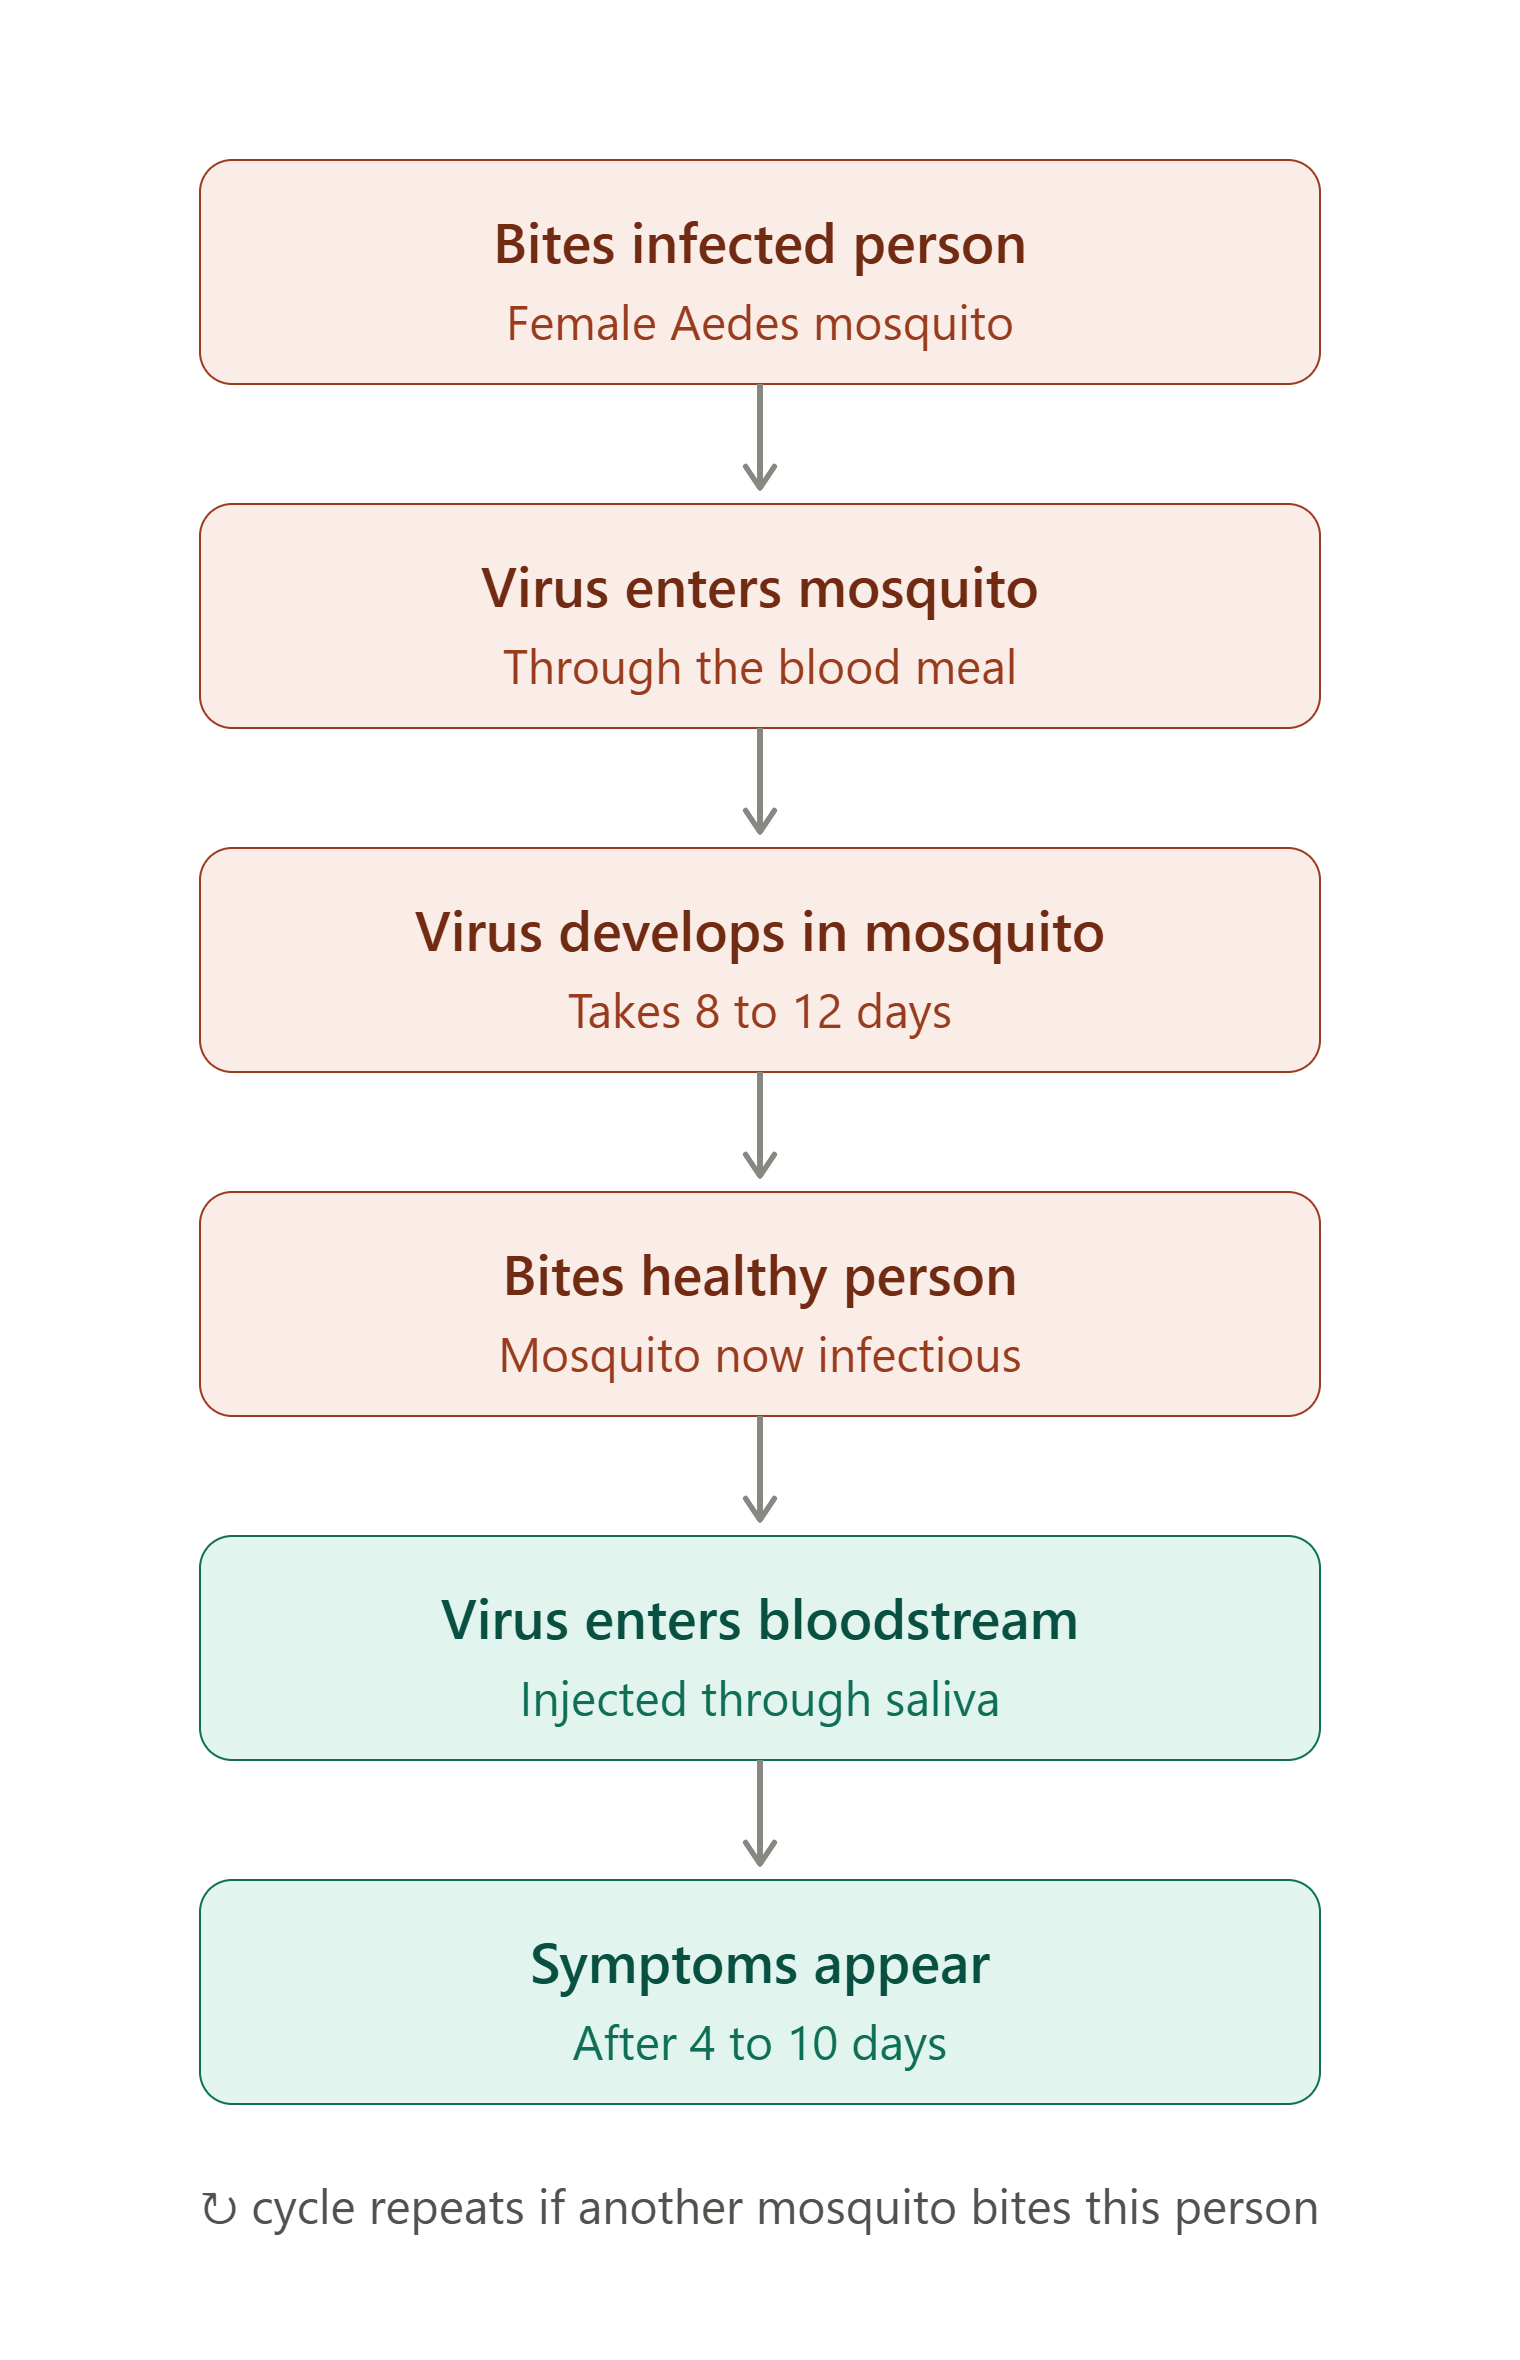 Bites infected person
Female Aedes mosquito
Virus enters mosquito
Through the blood meal
Virus develops in mosquito
Takes 8 to 12 days
Bites healthy person
Mosquito now infectious
Virus enters bloodstream
Injected through saliva
Symptoms appear
After 4 to 10 days
↻ cycle repeats if another mosquito bites this person